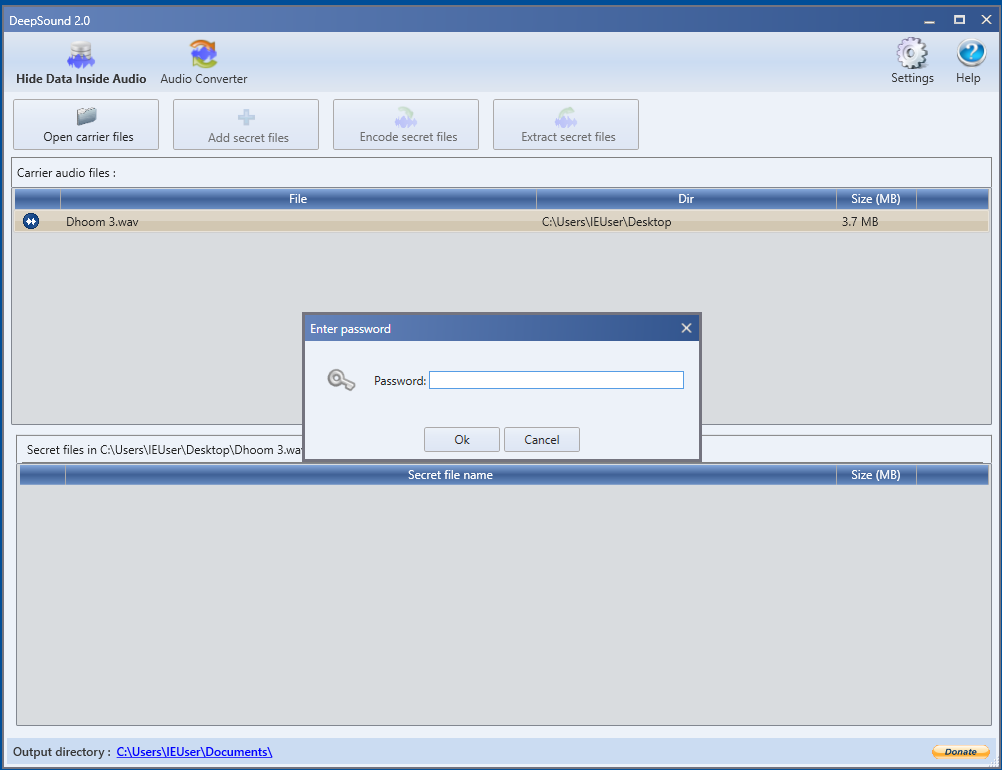 DeepSound 2.0
Hide Data Inside Audio Audio Converter Settings Help
Open carrier files Add secret files Encode secret files Extract secret files
Carrier audio files :
File Dir Size (MB)
Dhoom 3.wav C:\Users\IEUser\Desktop 3.7 MB
Enter password
Password:
Ok Cancel
Secret files in C:\Users\IEUser\Desktop\Dhoom 3.wav
Secret file name Size (MB)
Output directory : C:\Users\IEUser\Documents\ Donate